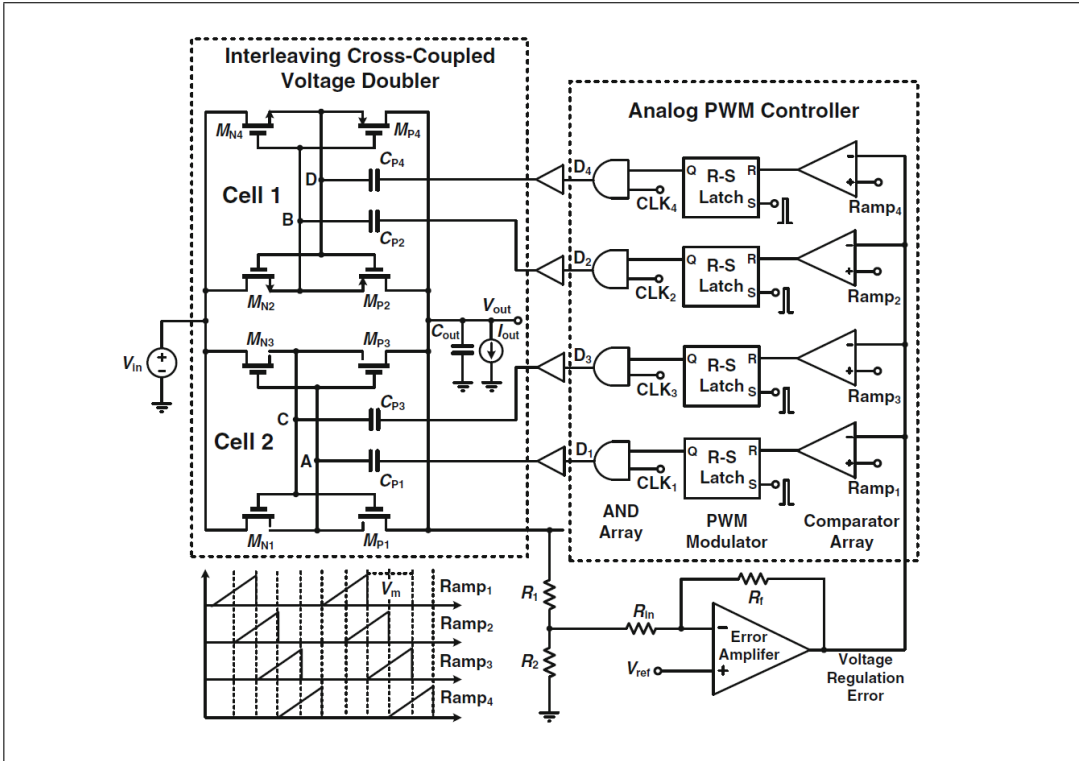 Interleaving Cross-Coupled
Voltage Doubler
Analog PWM Controller
MN4
MP4
CP4
D
Cell 1
B
CP2
MN2
MP2
D4
CLK4
Q
R-S
Latch
R
S
-
+
Ramp4
D2
CLK2
Q
R-S
Latch
R
S
-
+
Ramp2
Vin
+
-
MN3
MP3
Vout
Cout
Iout
C
CP3
Cell 2
A
CP1
MN1
MP1
D3
CLK3
Q
R-S
Latch
R
S
-
+
Ramp3
D1
CLK1
Q
R-S
Latch
R
S
-
+
Ramp1
AND
Array
PWM
Modulator
Comparator
Array
Vm
Ramp1
Ramp2
Ramp3
Ramp4
R1
R2
Rin
Rf
-
Error
Amplifer
+
Vref
Voltage
Regulation
Error